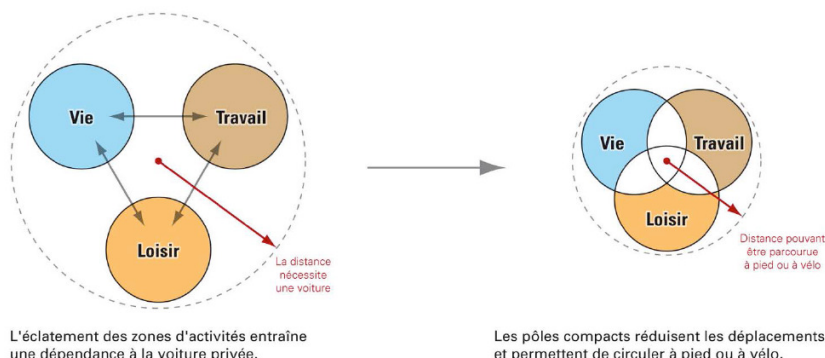 Vie
Travail
Loisir
La distance
nécessite
une voiture
L'éclatement des zones d'activités entraîne
une dépendance à la voiture privée.
Vie
Travail
Loisir
Distance pouvant
être parcourue
à pied ou à vélo
Les pôles compacts réduisent les déplacements
et permettent de circuler à pied ou à vélo.